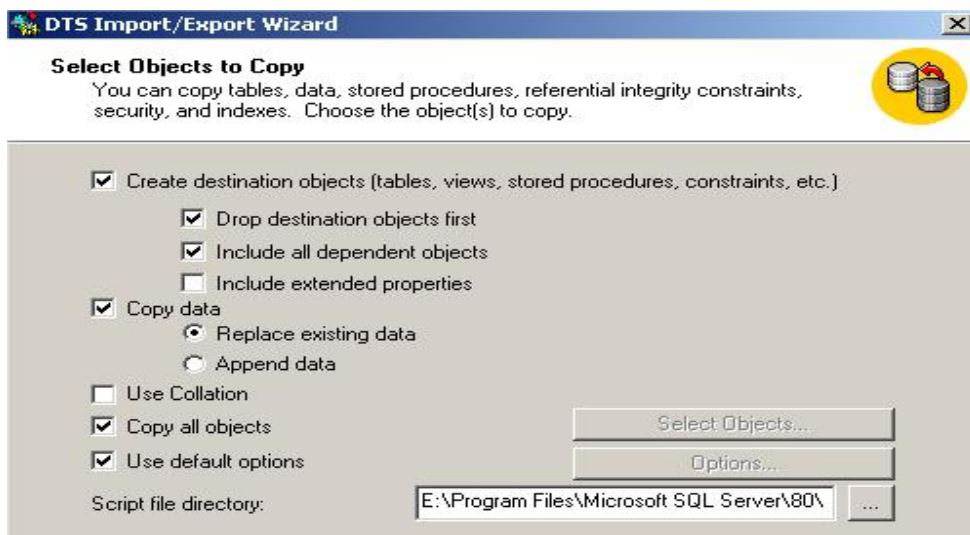 DTS Import/Export Wizard
Select Objects to Copy
You can copy tables, data, stored procedures, referential integrity constraints,
security, and indexes. Choose the object(s) to copy.
Create destination objects (tables, views, stored procedures, constraints, etc.)
Drop destination objects first
Include all dependent objects
Include extended properties
Copy data
Replace existing data
Append data
Use Collation
Copy all objects
Select Objects...
Use default options
Options...
Script file directory:
E:\Program Files\Microsoft SQL Server\80\
...